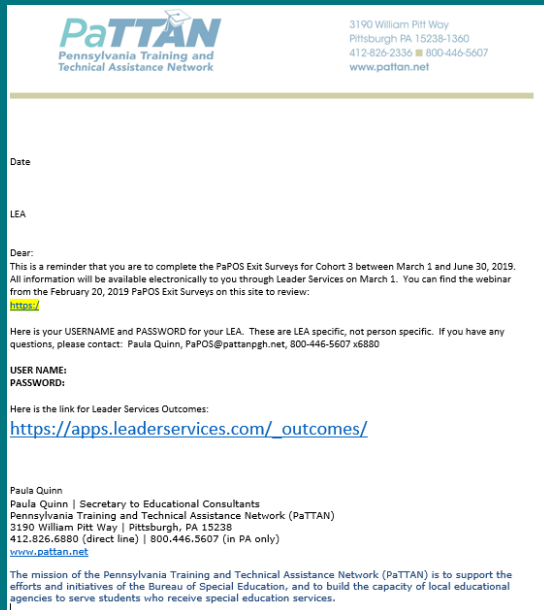 PaTTAN
Pennsylvania Training and
Technical Assistance Network
3190 William Pitt Way
Pittsburgh PA 15238-1360
412-826-2336 ■ 800-446-5607
www.pattan.net
Date
LEA
Dear:
This is a reminder that you are to complete the PaPOS Exit Surveys for Cohort 3 between March 1 and June 30, 2019.
All information will be available electronically to you through Leader Services on March 1.  You can find the webinar
from the February 20, 2019 PaPOS Exit Surveys on this site to review:
https:/
Here is your USERNAME and PASSWORD for your LEA.  These are LEA specific, not person specific.  If you have any
questions, please contact:  Paula Quinn, PaPOS@pattanpgh.net, 800-446-5607 x6880
USER NAME:
PASSWORD:
Here is the link for Leader Services Outcomes:
https://apps.leaderservices.com/_outcomes/
Paula Quinn
Paula Quinn | Secretary to Educational Consultants
Pennsylvania Training and Technical Assistance Network (PaTTAN)
3190 William Pitt Way | Pittsburgh, PA 15238
412.826.6880 (direct line) | 800.446.5607 (in PA only)
www.pattan.net
The mission of the Pennsylvania Training and Technical Assistance Network (PaTTAN) is to support the
efforts and initiatives of the Bureau of Special Education, and to build the capacity of local educational
agencies to serve students who receive special education services.